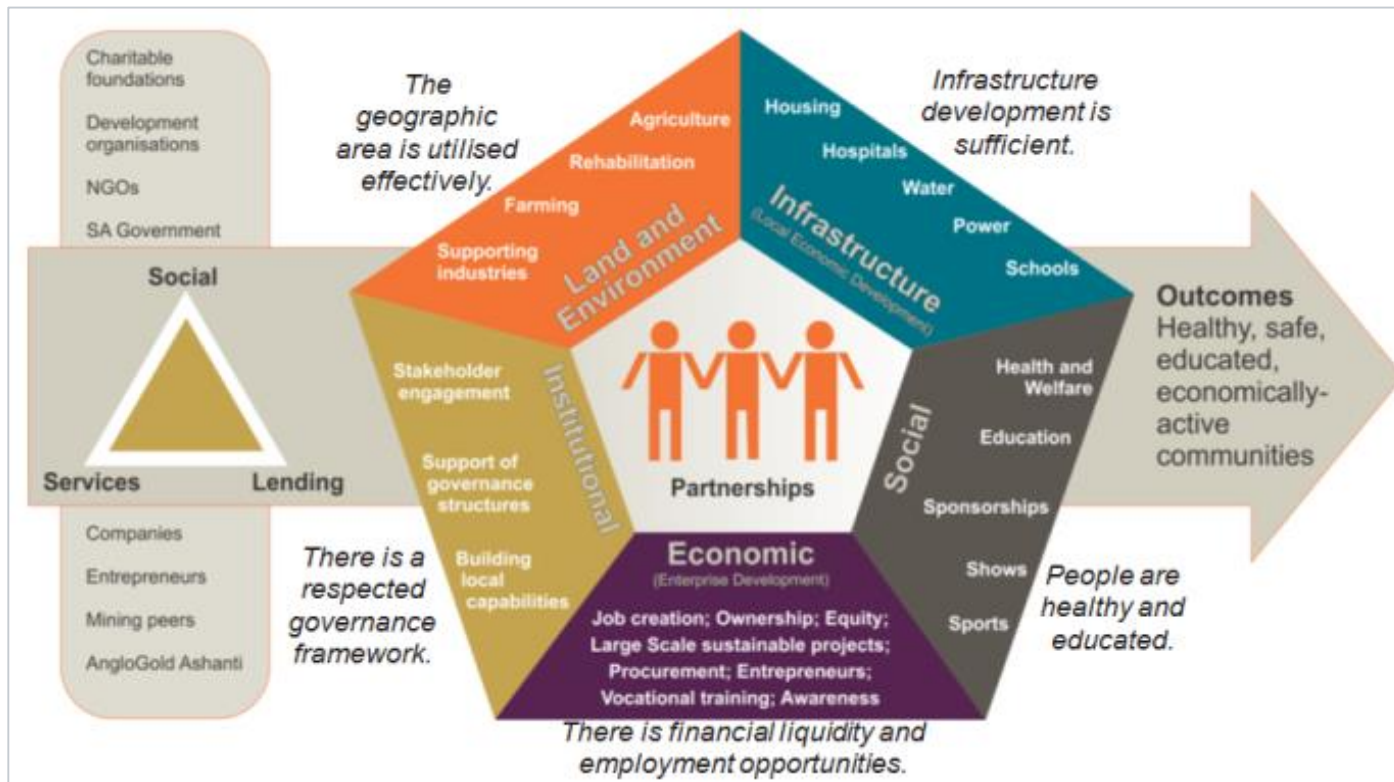 Charitable
foundations
Development
organisations
NGOs
SA Government
Social
Services
Lending
Companies
Entrepreneurs
Mining peers
AngloGold Ashanti
The
geographic
area is utilised
effectively.
Agriculture
Rehabilitation
Farming
Supporting
industries
Land and
Environment
Housing
Hospitals
Water
Power
Schools
Infrastructure
(Local Economic Development)
Infrastructure
development is
sufficient.
Stakeholder
engagement
Support of
governance
structures
Building
local
capabilities
Institutional
There is a
respected
governance
framework.
Partnerships
Health and
Welfare
Education
Sponsorships
Shows
Sports
Social
People are
healthy and
educated.
Economic
(Enterprise Development)
Job creation; Ownership; Equity;
Large Scale sustainable projects;
Procurement; Entrepreneurs;
Vocational training; Awareness
There is financial liquidity and
employment opportunities.
Outcomes
Healthy, safe,
educated,
economically-
active
communities